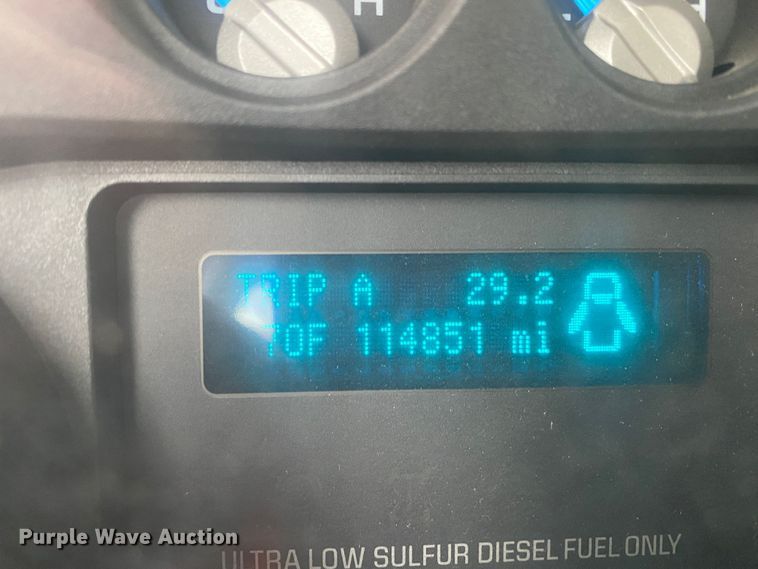 H
H
TRIP A 29.2
70F 114851 mi
ULTRA LOW SULFUR DIESEL FUEL ONLY
Purple Wave Auction